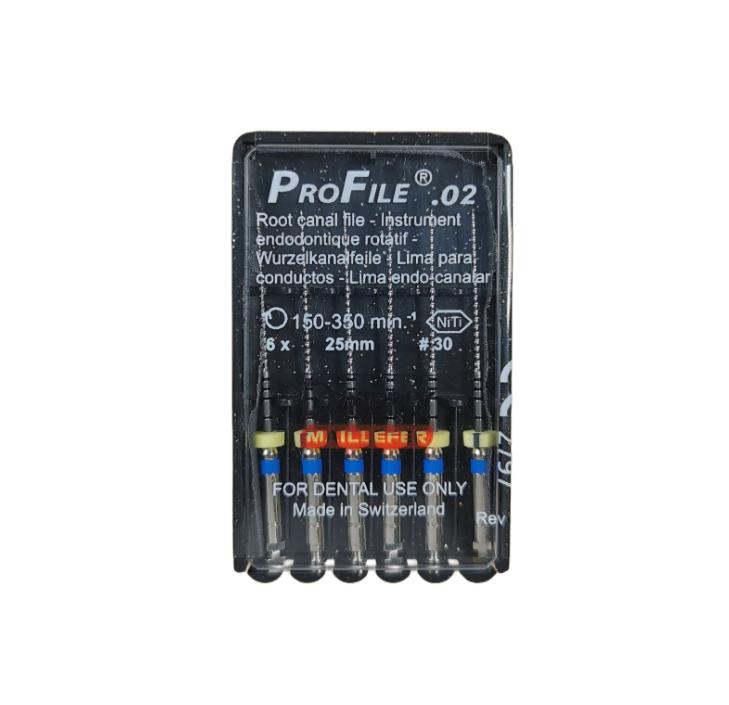 PROFILE® .02
Root canal file - Instrument
endodontique rotatif -
Wurzelkanalfeile - Lima para
conductos - Lima endo-canalar
150-350 min.⁻¹ NiTi
6 x 25mm #30
MAILLEFER
FOR DENTAL USE ONLY
Made in Switzerland
Rev